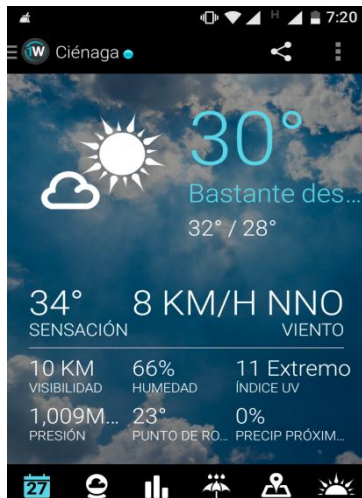 H 7:20
1W Ciénaga
30°
Bastante des...
32° / 28°
34° 8 KM/H NNO
SENSACIÓN VIENTO
10 KM 66% 11 Extremo
VISIBILIDAD HUMEDAD ÍNDICE UV
1,009M... 23° 0%
PRESIÓN PUNTO DE RO... PRECIP PRÓXIM...
27